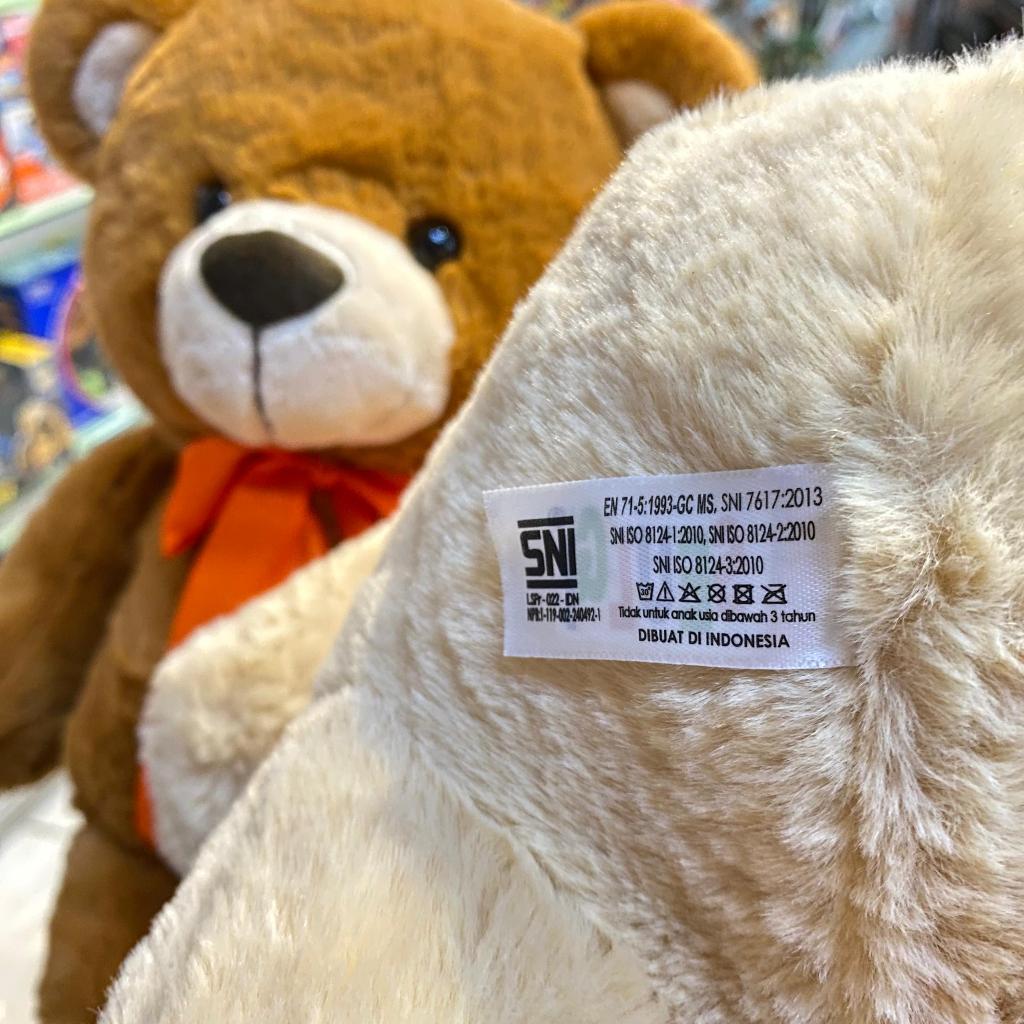 SNI
LSPr - 022 - IDN
NPB:1-119-002-240492-1
EN 71-5:1993-GC MS, SNI 7617:2013
SNI ISO 8124-1:2010, SNI ISO 8124-2:2010
SNI ISO 8124-3:2010
30°
Tidak untuk anak usia dibawah 3 tahun
DIBUAT DI INDONESIA